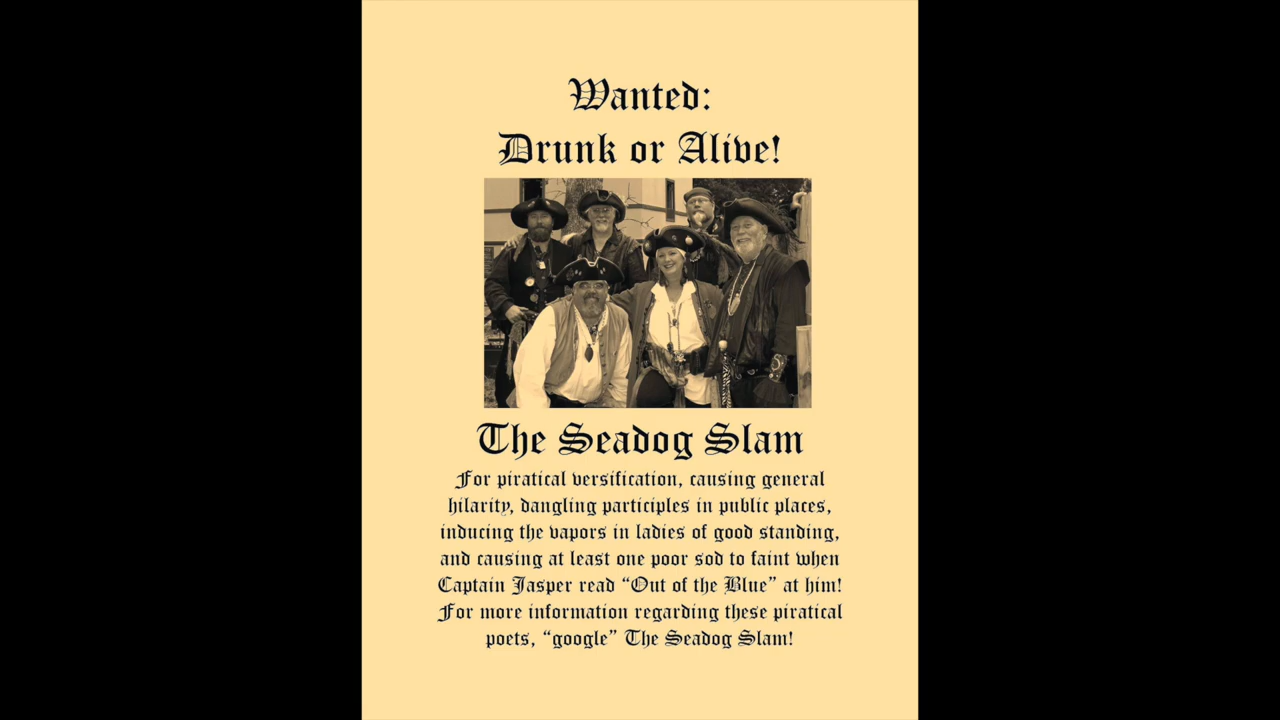 Wanted:
Drunk or Alive!
The Seadog Slam
For piratical versification, causing general
hilarity, dangling participles in public places,
inducing the vapors in ladies of good standing,
and causing at least one poor sod to faint when
Captain Jasper read “Out of the Blue” at him!
For more information regarding these piratical
poets, “google” The Seadog Slam!